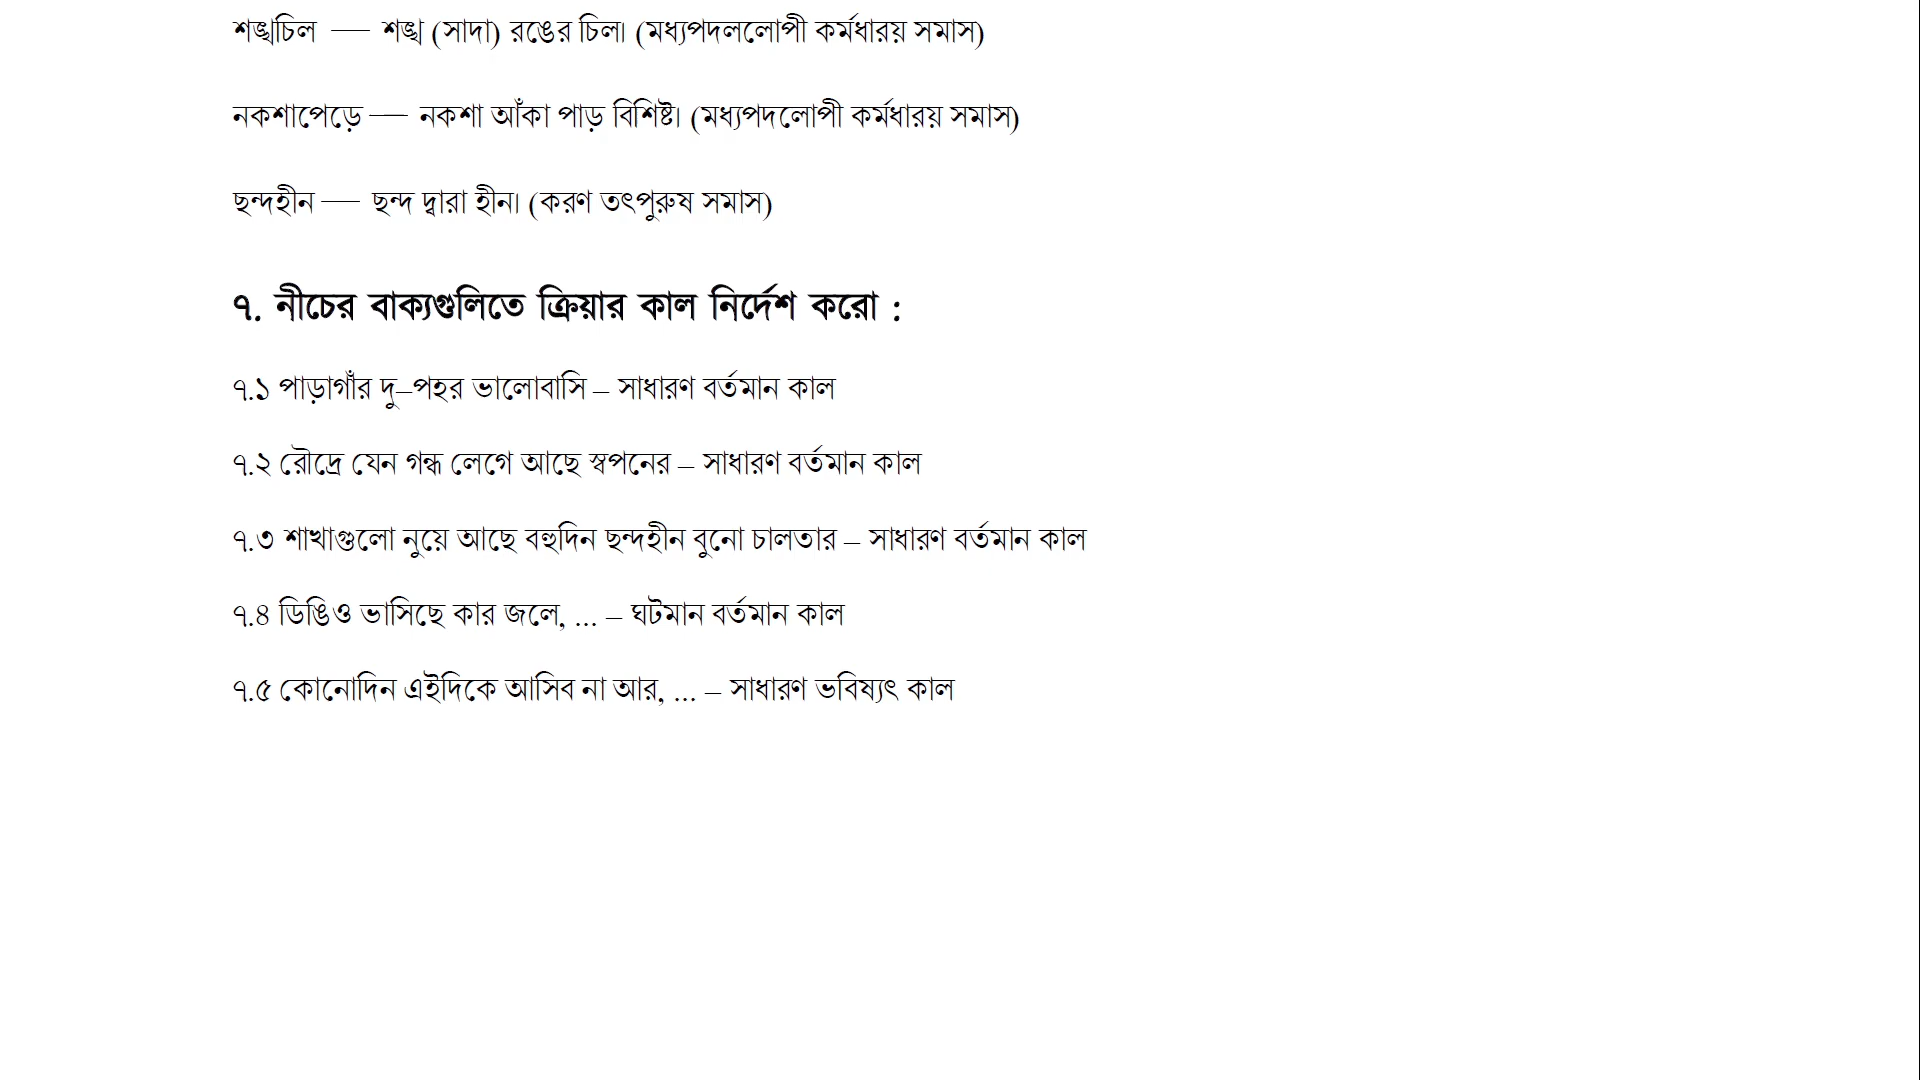 শঙ্খচিল — শঙ্খ (সাদা) রঙের চিল। (মধ্যপদললোপী কর্মধারয় সমাস)
নকশাপেড়ে — নকশা আঁকা পাড় বিশিষ্ট। (মধ্যপদলোপী কর্মধারয় সমাস)
ছন্দহীন — ছন্দ দ্বারা হীন। (করণ তৎপুরুষ সমাস)
৭. নীচের বাক্যগুলিতে ক্রিয়ার কাল নির্দেশ করো :
৭.১ পাড়াগাঁর দু–পহর ভালোবাসি – সাধারণ বর্তমান কাল
৭.২ রৌদ্রে যেন গন্ধ লেগে আছে স্বপনের – সাধারণ বর্তমান কাল
৭.৩ শাখাগুলো নুয়ে আছে বহুদিন ছন্দহীন বুনো চালতার – সাধারণ বর্তমান কাল
৭.৪ ডিঙিও ভাসিছে কার জলে, ... – ঘটমান বর্তমান কাল
৭.৫ কোনোদিন এইদিকে আসিব না আর, ... – সাধারণ ভবিষ্যৎ কাল